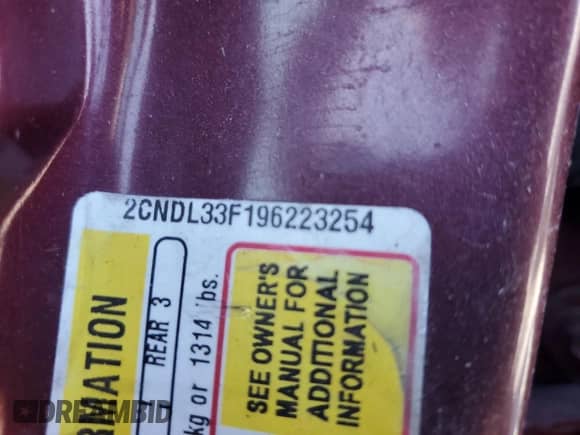 2CNDL33F196223254
RMATION
REAR 3
kg or 1314 lbs.
SEE OWNER'S
MANUAL FOR
ADDITIONAL
INFORMATION
DREAMBID